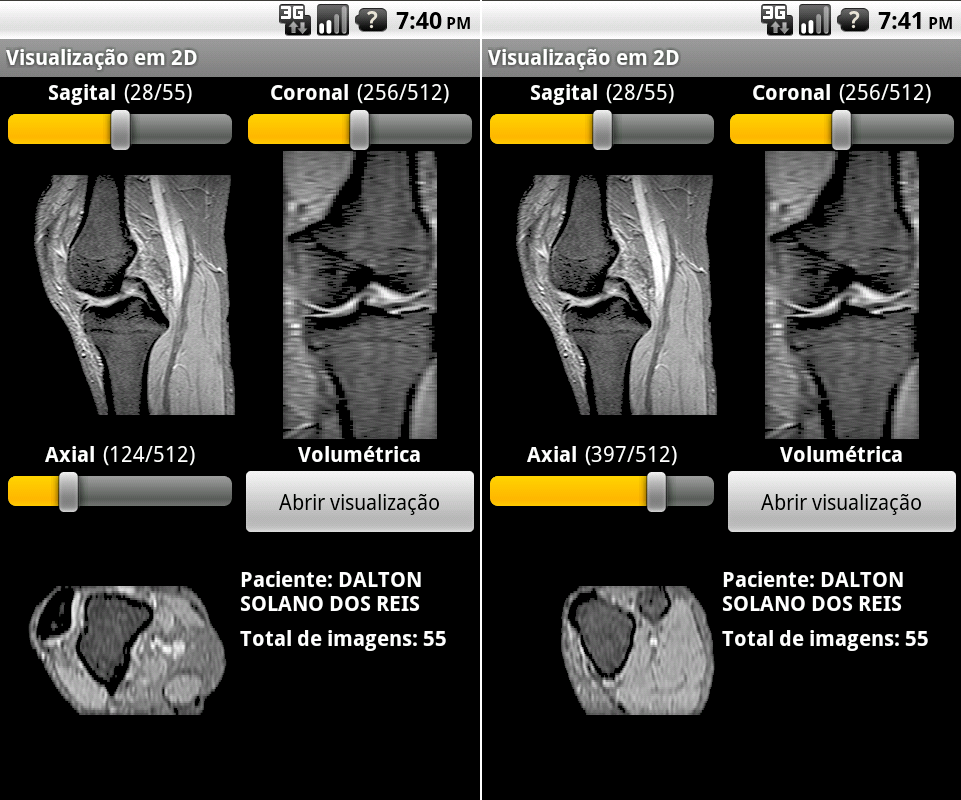 3G ? 7:40 PM
Visualização em 2D
Sagital (28/55) Coronal (256/512)
Axial (124/512) Volumétrica
Abrir visualização
Paciente: DALTON
SOLANO DOS REIS
Total de imagens: 55
3G ? 7:41 PM
Visualização em 2D
Sagital (28/55) Coronal (256/512)
Axial (397/512) Volumétrica
Abrir visualização
Paciente: DALTON
SOLANO DOS REIS
Total de imagens: 55